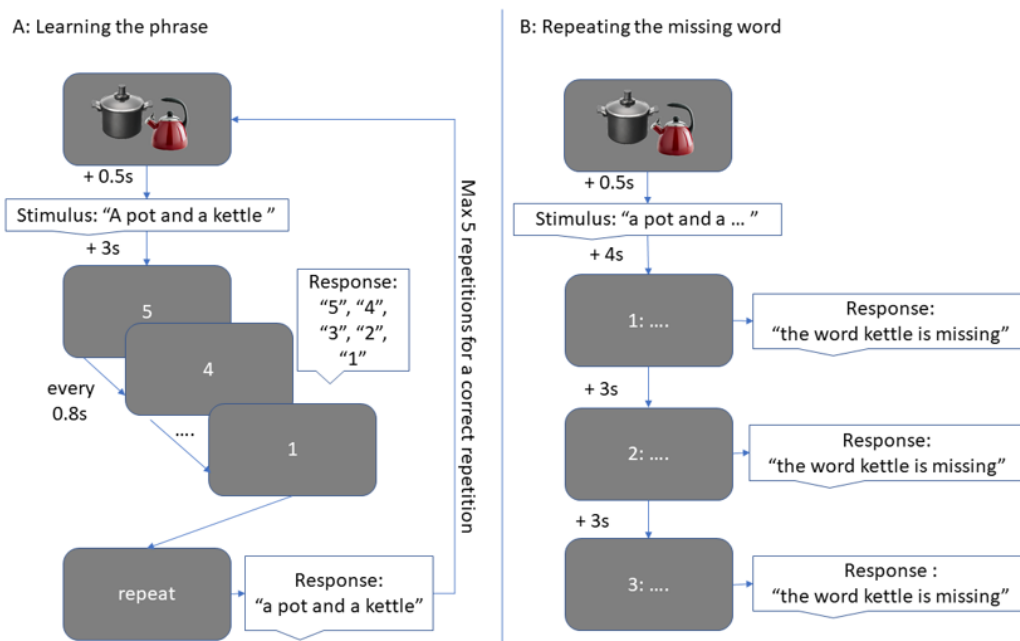 A: Learning the phrase
+ 0.5s
Stimulus: “A pot and a kettle ”
+ 3s
5
4
1
every
0.8s
....
Response:
“5”, “4”,
“3”, “2”,
“1”
repeat
Response:
“a pot and a kettle”
Max 5 repetitions for a correct repetition
B: Repeating the missing word
+0.5s
Stimulus: “a pot and a ... ”
+ 4s
1: ....
Response:
“the word kettle is missing”
+ 3s
2: ....
Response:
“the word kettle is missing”
+ 3s
3: ....
Response :
“the word kettle is missing”